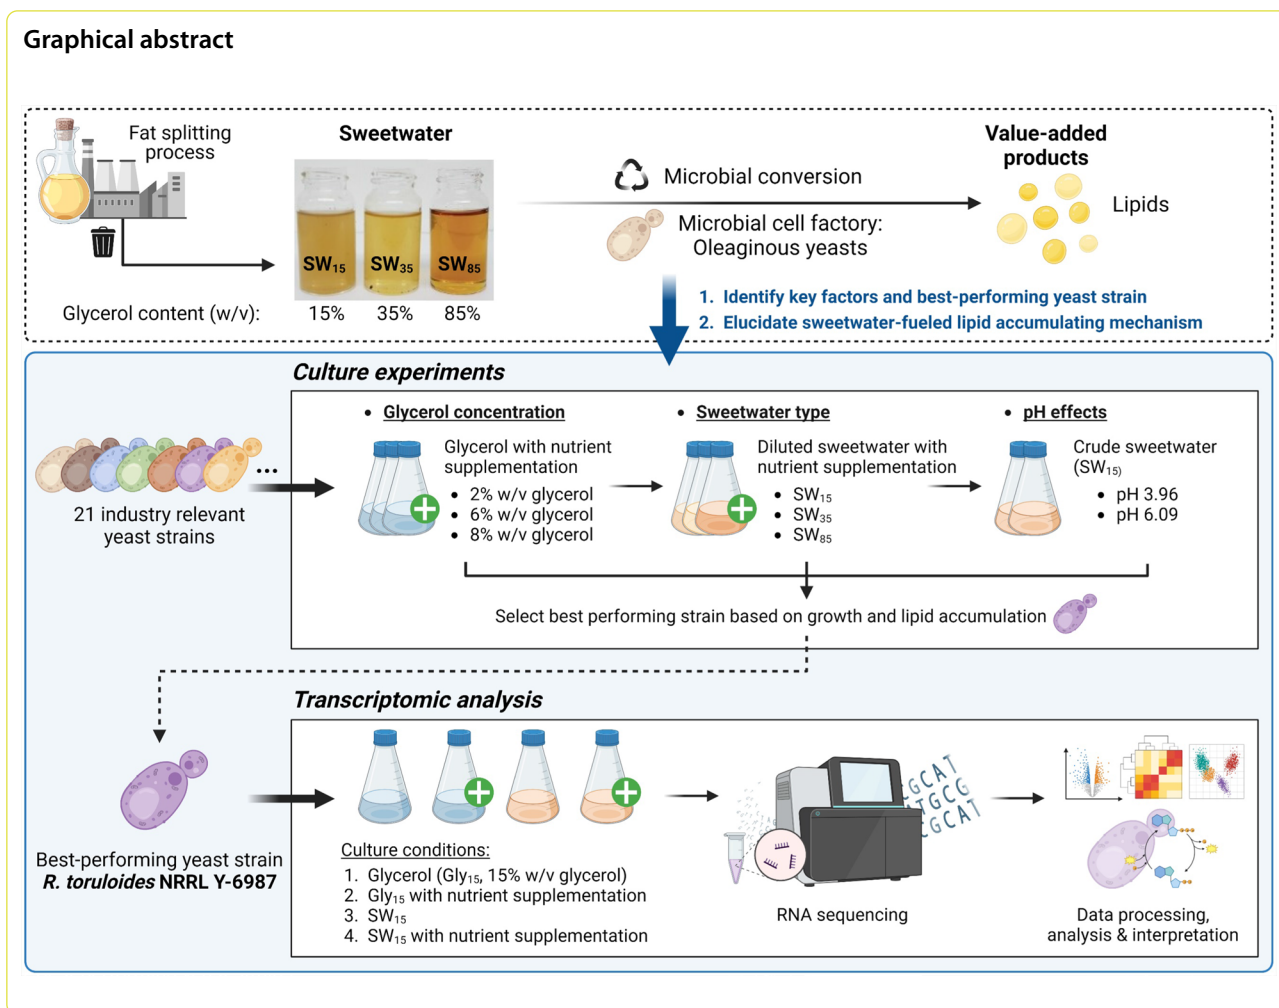 Graphical abstract
Fat splitting
process
Sweetwater
SW15
SW35
SW85
Glycerol content (w/v):
15%
35%
85%
Microbial conversion
Microbial cell factory:
Oleaginous yeasts
Value-added
products
Lipids
1. Identify key factors and best-performing yeast strain
2. Elucidate sweetwater-fueled lipid accumulating mechanism
Culture experiments
21 industry relevant
yeast strains
...
• Glycerol concentration
Glycerol with nutrient
supplementation
• 2% w/v glycerol
• 6% w/v glycerol
• 8% w/v glycerol
• Sweetwater type
Diluted sweetwater with
nutrient supplementation
• SW15
• SW35
• SW85
• pH effects
Crude sweetwater
(SW15)
• pH 3.96
• pH 6.09
Select best performing strain based on growth and lipid accumulation
Transcriptomic analysis
Best-performing yeast strain
R. toruloides NRRL Y-6987
Culture conditions:
1. Glycerol (Gly15, 15% w/v glycerol)
2. Gly15 with nutrient supplementation
3. SW15
4. SW15 with nutrient supplementation
CGCAT
ATGCG
CGCAT
RNA sequencing
Data processing,
analysis & interpretation